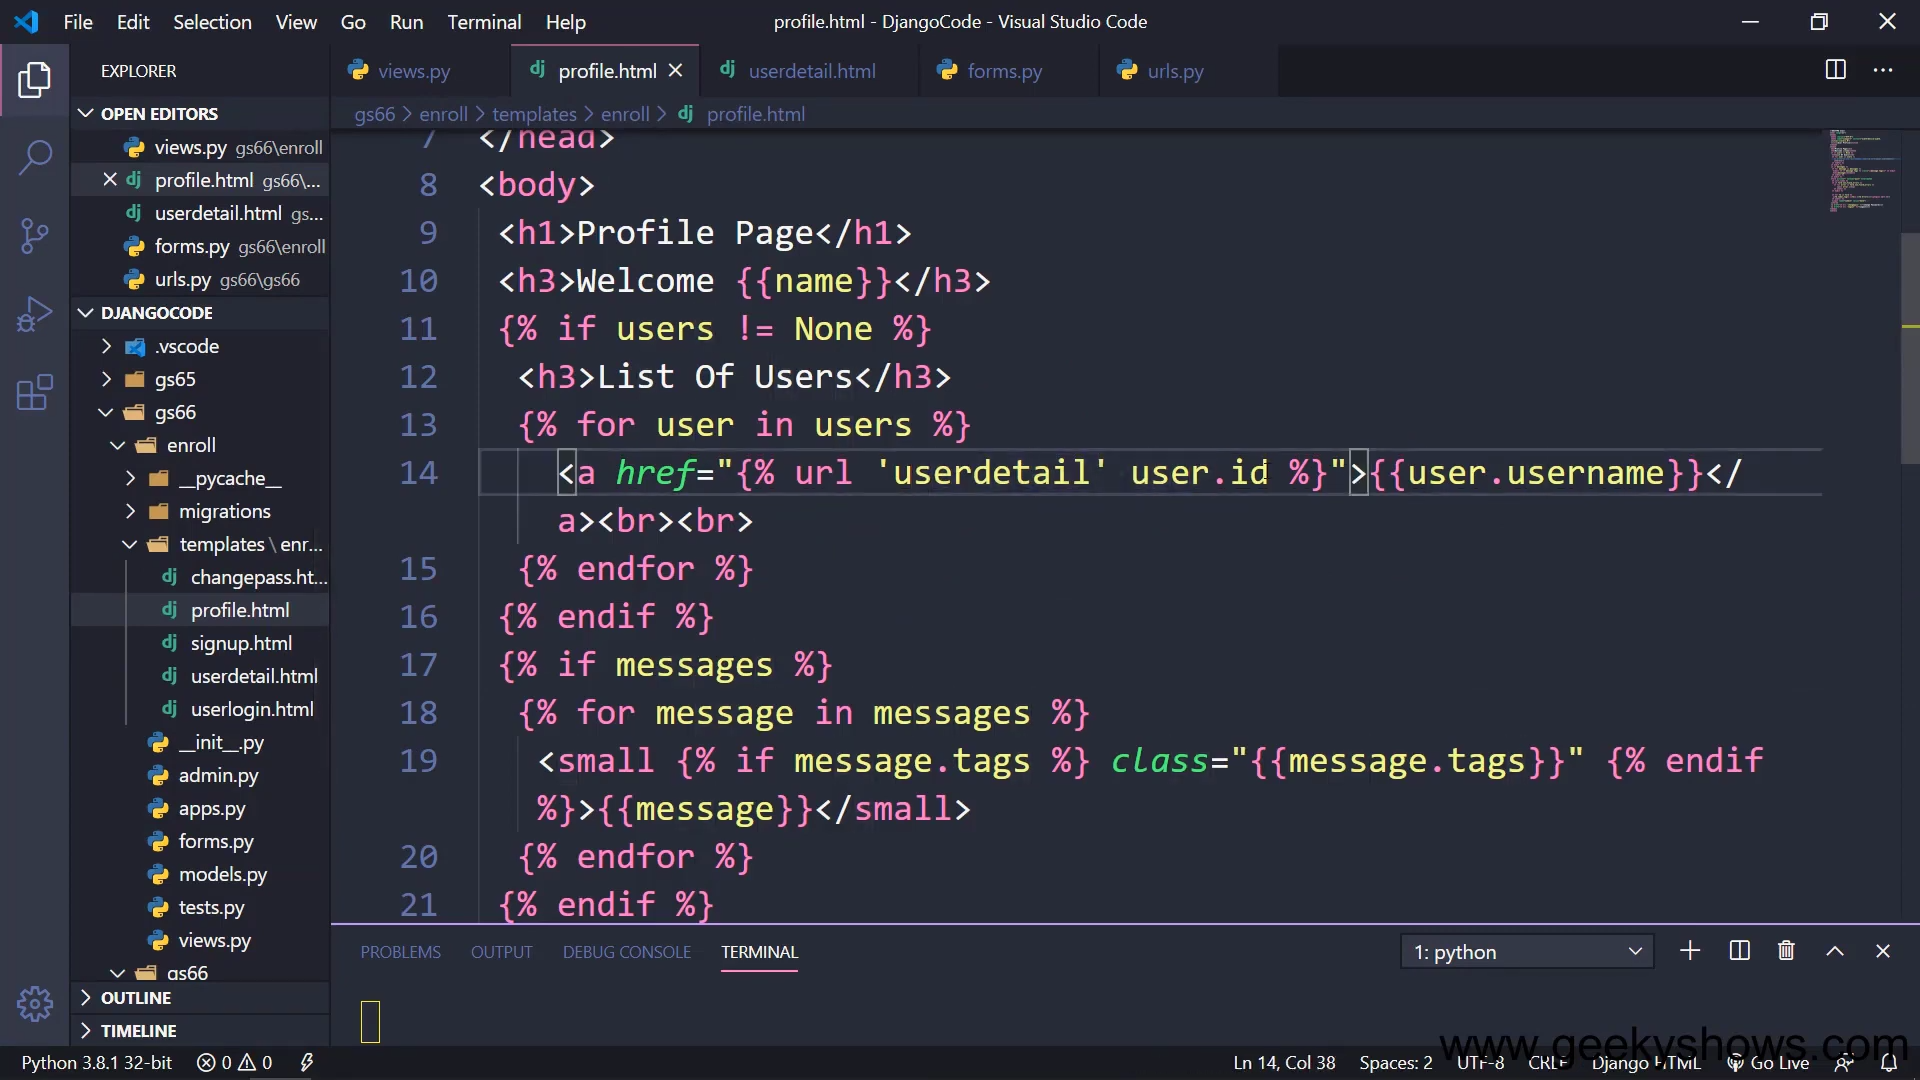 File Edit Selection View Go Run Terminal Help
profile.html - DjangoCode - Visual Studio Code
EXPLORER
OPEN EDITORS
views.py gs66\enroll
profile.html gs66\...
userdetail.html gs...
forms.py gs66\enroll
urls.py gs66\gs66
DJANGOCODE
.vscode
gs65
gs66
enroll
__pycache__
migrations
templates \ enr...
changepass.ht...
profile.html
signup.html
userdetail.html
userlogin.html
__init__.py
admin.py
apps.py
forms.py
models.py
tests.py
views.py
gs66
OUTLINE
TIMELINE
views.py profile.html userdetail.html forms.py urls.py
gs66 > enroll > templates > enroll > profile.html
7 </head>
8 <body>
9 <h1>Profile Page</h1>
10 <h3>Welcome {{name}}</h3>
11 {% if users != None %}
12 <h3>List Of Users</h3>
13 {% for user in users %}
14 <a href="{% url 'userdetail' user.id %}">{{user.username}}</
a><br><br>
15 {% endfor %}
16 {% endif %}
17 {% if messages %}
18 {% for message in messages %}
19 <small {% if message.tags %} class="{{message.tags}}" {% endif
%}>{{message}}</small>
20 {% endfor %}
21 {% endif %}
PROBLEMS OUTPUT DEBUG CONSOLE TERMINAL
1: python
www.geekyshows.com
Python 3.8.1 32-bit 0 0
Ln 14, Col 38 Spaces: 2 UTF-8 CRLF Django HTML Go Live